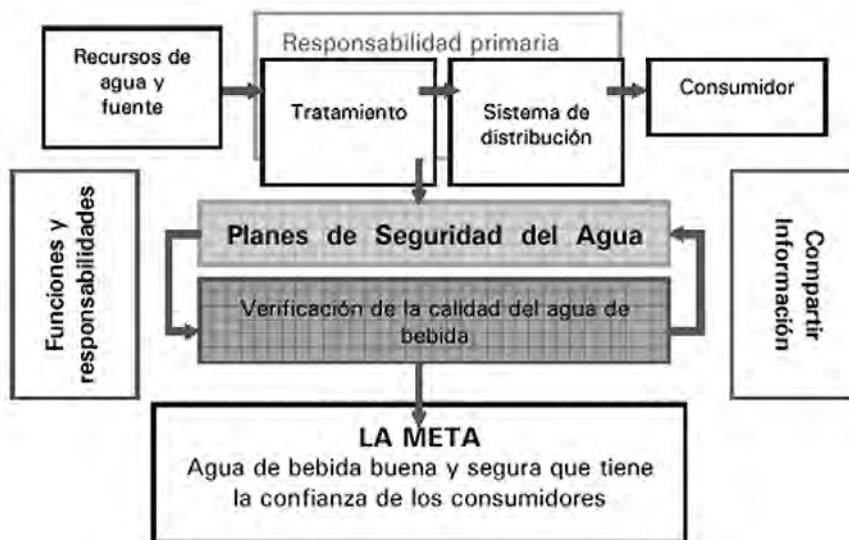 Responsabilidad primaria
Recursos de
agua y
fuente
Tratamiento
Sistema de
distribución
Consumidor
Funciones y
responsabilidades
Planes de Seguridad del Agua
Verificación de la calidad del agua de
bebida
Compartir
Información
LA META
Agua de bebida buena y segura que tiene
la confianza de los consumidores